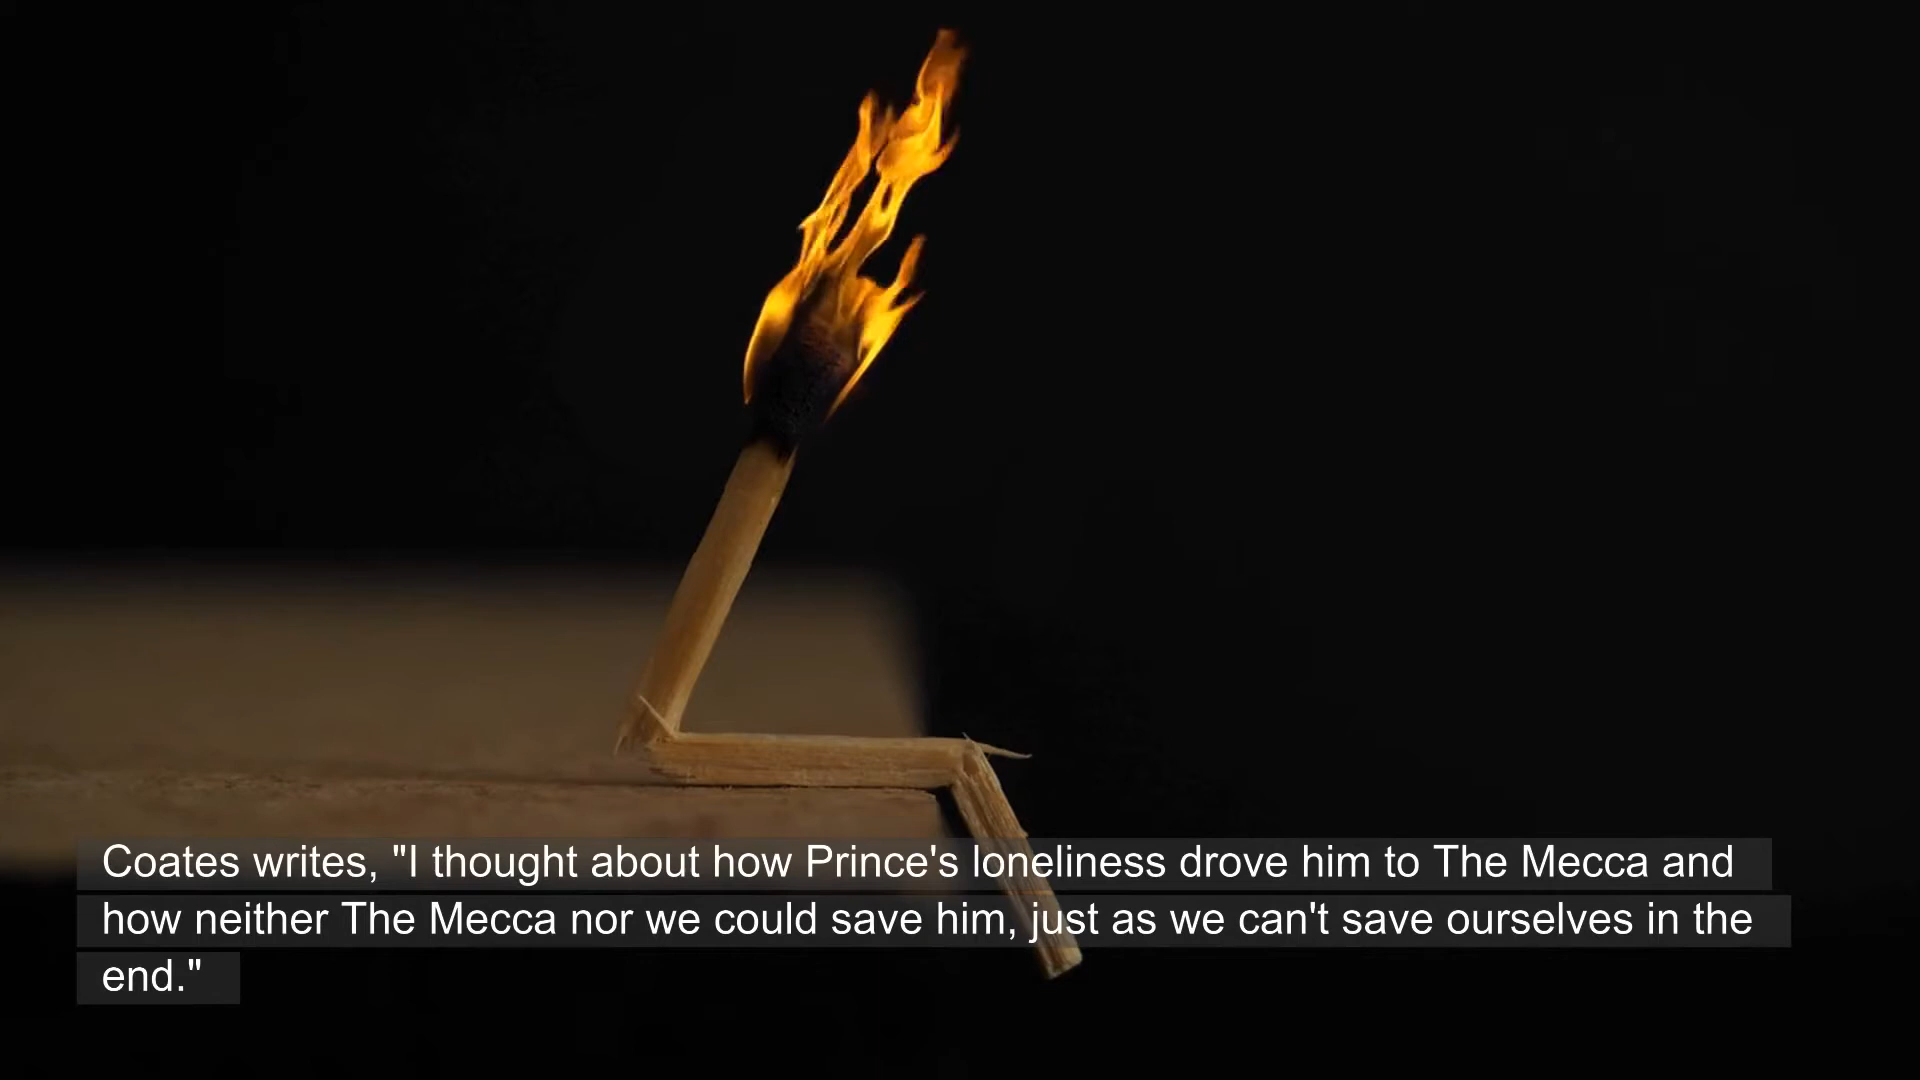 Coates writes, "I thought about how Prince's loneliness drove him to The Mecca and
how neither The Mecca nor we could save him, just as we can't save ourselves in the
end."